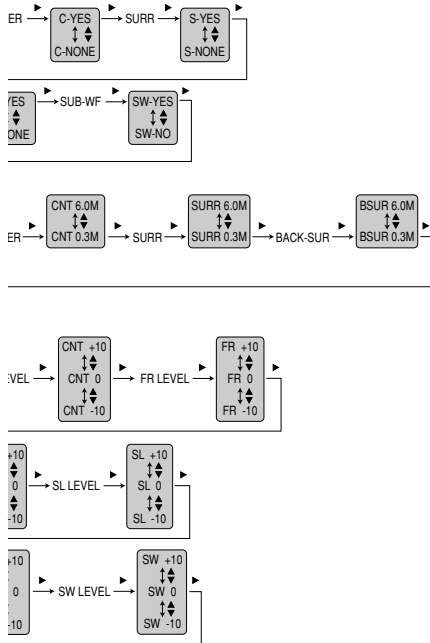 ER C-YES SURR S-YES
C-NONE S-NONE
YES SUB-WF SW-YES
ONE SW-NO
CNT 6.0M SURR 6.0M BSUR 6.0M
ER CNT 0.3M SURR SURR 0.3M BACK-SUR BSUR 0.3M
CNT +10 FR +10
EVEL CNT 0 FR LEVEL FR 0
CNT -10 FR -10
+10 SL +10
0 SL LEVEL SL 0
-10 SL -10
+10 SW +10
0 SW LEVEL SW 0
-10 SW -10